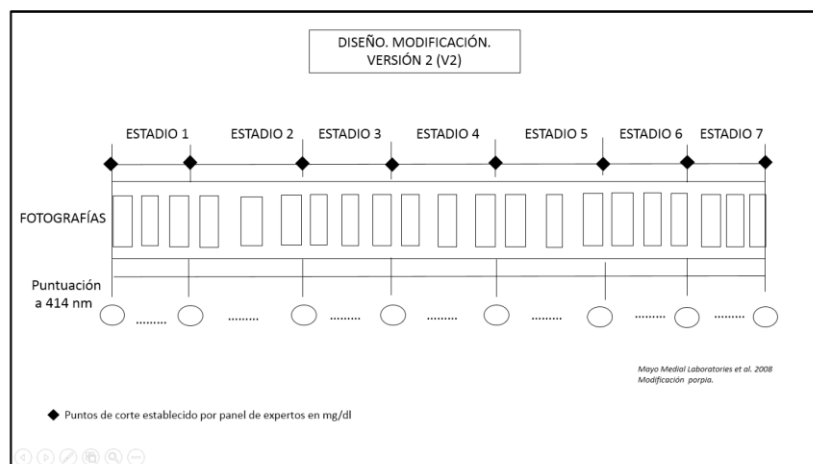 DISEÑO. MODIFICACIÓN.
VERSIÓN 2 (V2)
ESTADIO 1 ESTADIO 2 ESTADIO 3 ESTADIO 4 ESTADIO 5 ESTADIO 6 ESTADIO 7
FOTOGRAFÍAS
Puntuación
a 414 nm
......... ......... ......... ......... ......... ......... .........
Mayo Medial Laboratories et al. 2008
Modificación porpia.
Puntos de corte establecido por panel de expertos en mg/dl